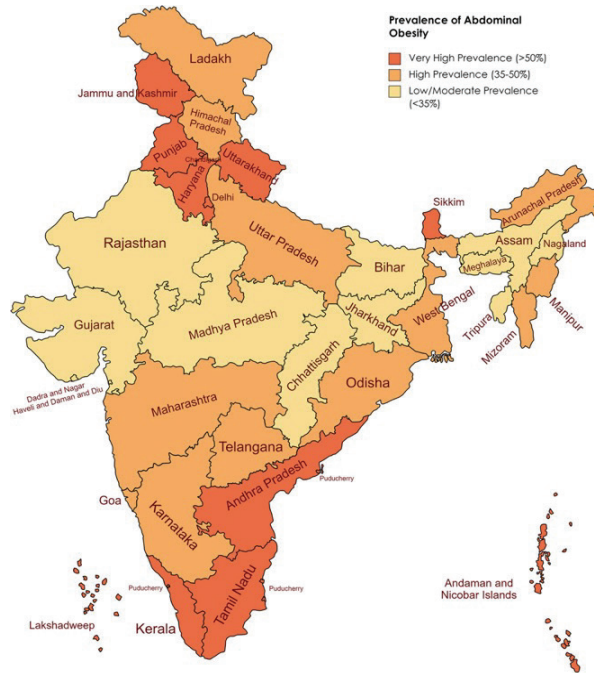 Prevalence of Abdominal
Obesity
Very High Prevalence (>50%)
High Prevalence (35-50%)
Low/Moderate Prevalence
(<35%)
Ladakh
Jammu and Kashmir
Himachal
Pradesh
Punjab
Chandigarh
Uttarakhand
Haryana
Delhi
Sikkim
Arunachal Pradesh
Rajasthan
Uttar Pradesh
Assam
Nagaland
Bihar
Meghalaya
Gujarat
Madhya Pradesh
Jharkhand
West Bengal
Tripura
Manipur
Mizoram
Chhattisgarh
Dadra and Nagar
Haveli and Daman and Diu
Odisha
Maharashtra
Telangana
Andhra Pradesh
Puducherry
Goa
Karnataka
Puducherry
Puducherry
Andaman and
Nicobar Islands
Tamil Nadu
Lakshadweep
Kerala